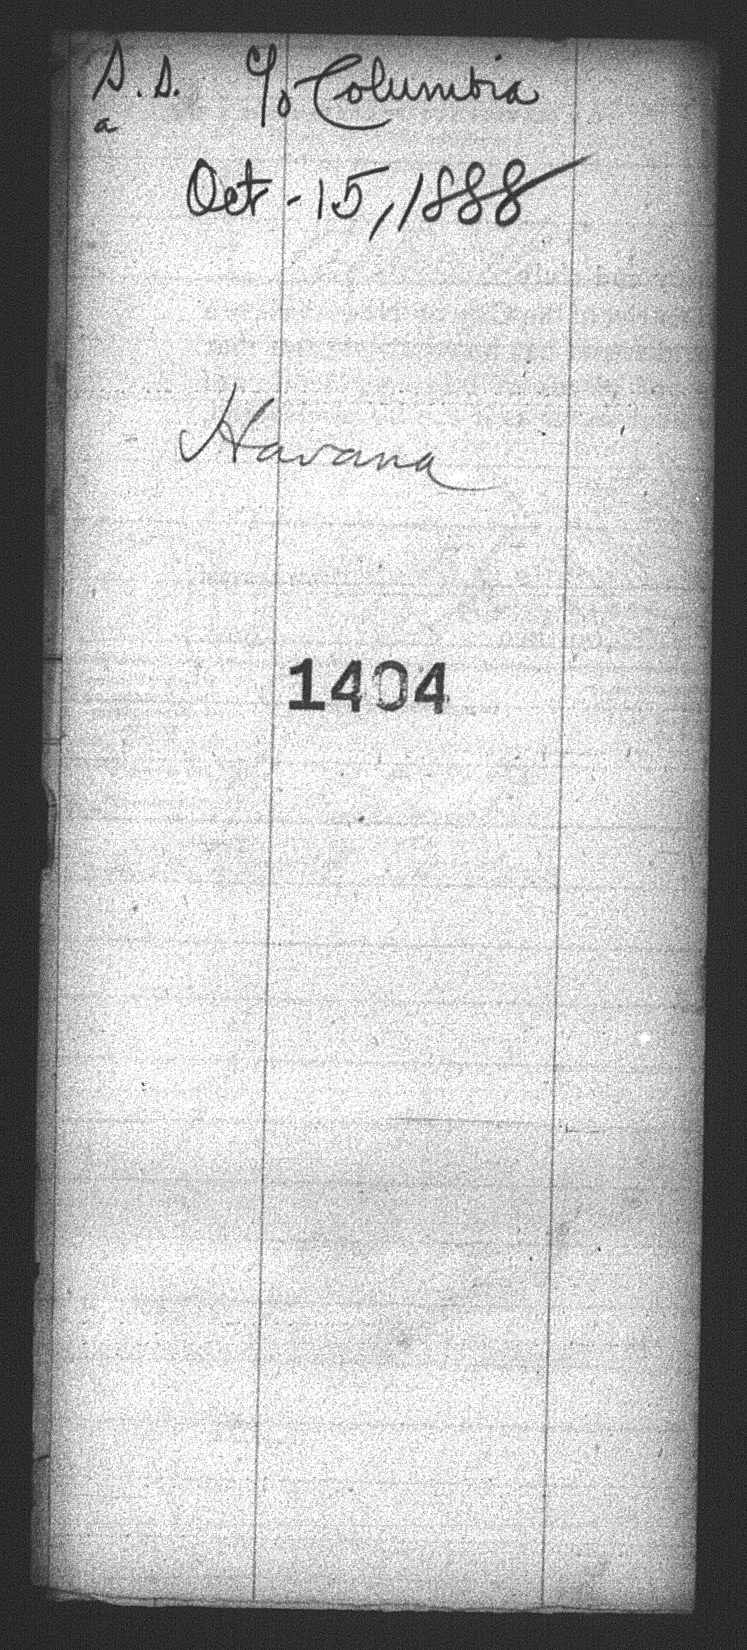 S.S. C/o Columbia
a
Oct-15, 1888
Havana
1404